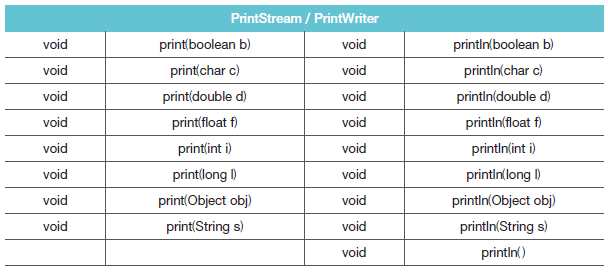 PrintStream / PrintWriter
void print(boolean b) void println(boolean b)
void print(char c) void println(char c)
void print(double d) void println(double d)
void print(float f) void println(float f)
void print(int i) void println(int i)
void print(long l) void println(long l)
void print(Object obj) void println(Object obj)
void print(String s) void println(String s)
void println()